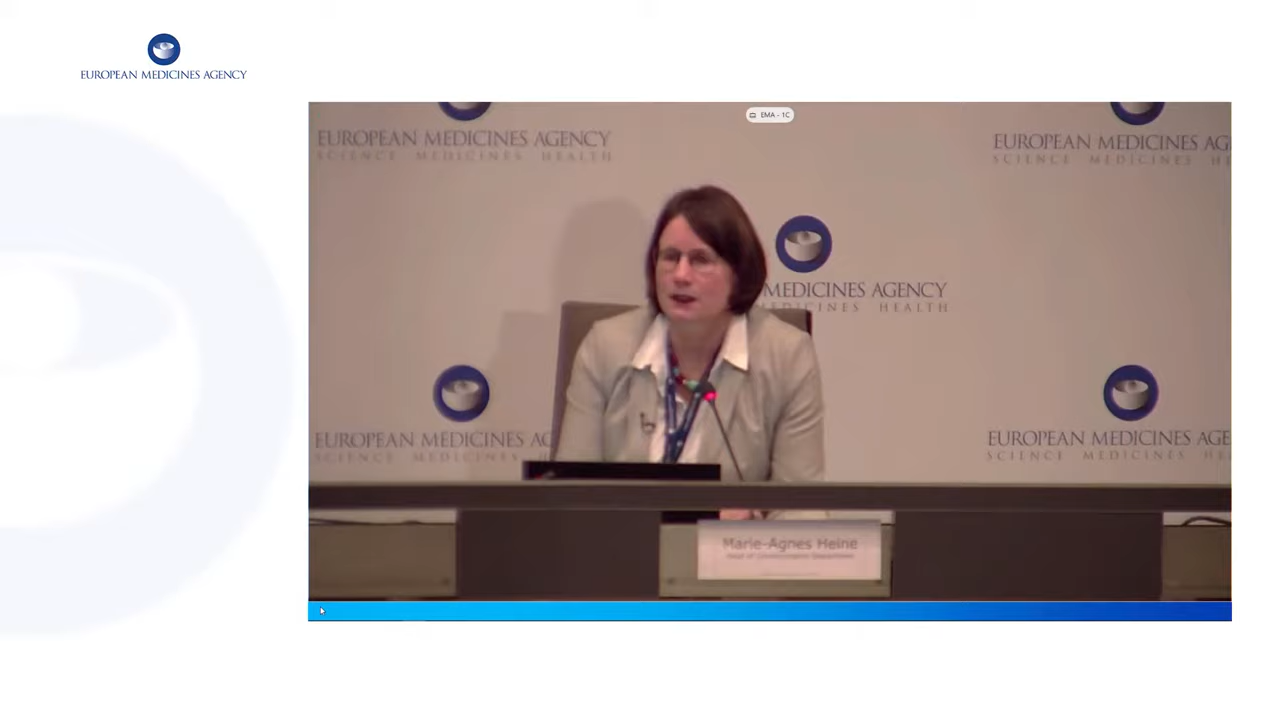 EUROPEAN MEDICINES AGENCY
EMA - 1C
EUROPEAN MEDICINES AGENCY
SCIENCE MEDICINES HEALTH
EUROPEAN MEDICINES AG
SCIENCE MEDICINES HE
MEDICINES AGENCY
MEDICINES HEALTH
EUROPEAN MEDICINES AG
SCIENCE MEDICINES
EUROPEAN MEDICINES AGE
SCIENCE MEDICINES HE
Marie-Agnes Heine